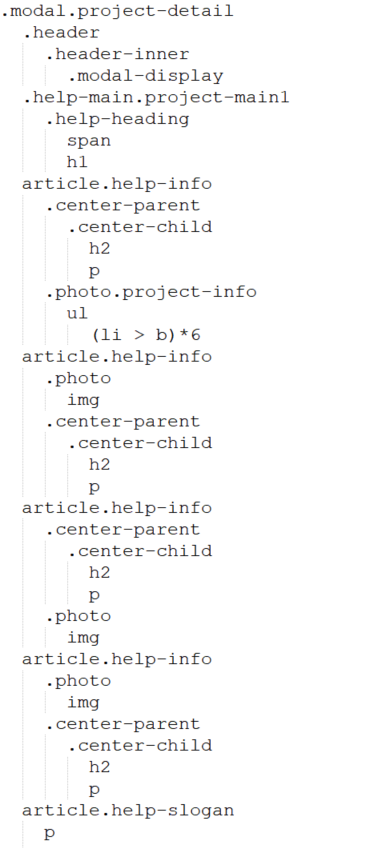 .modal.project-detail
.header
.header-inner
.modal-display
.help-main.project-main1
.help-heading
span
h1
article.help-info
.center-parent
.center-child
h2
p
.photo.project-info
ul
(li > b)*6
article.help-info
.photo
img
.center-parent
.center-child
h2
p
article.help-info
.center-parent
.center-child
h2
p
.photo
img
article.help-info
.photo
img
.center-parent
.center-child
h2
p
article.help-slogan
p